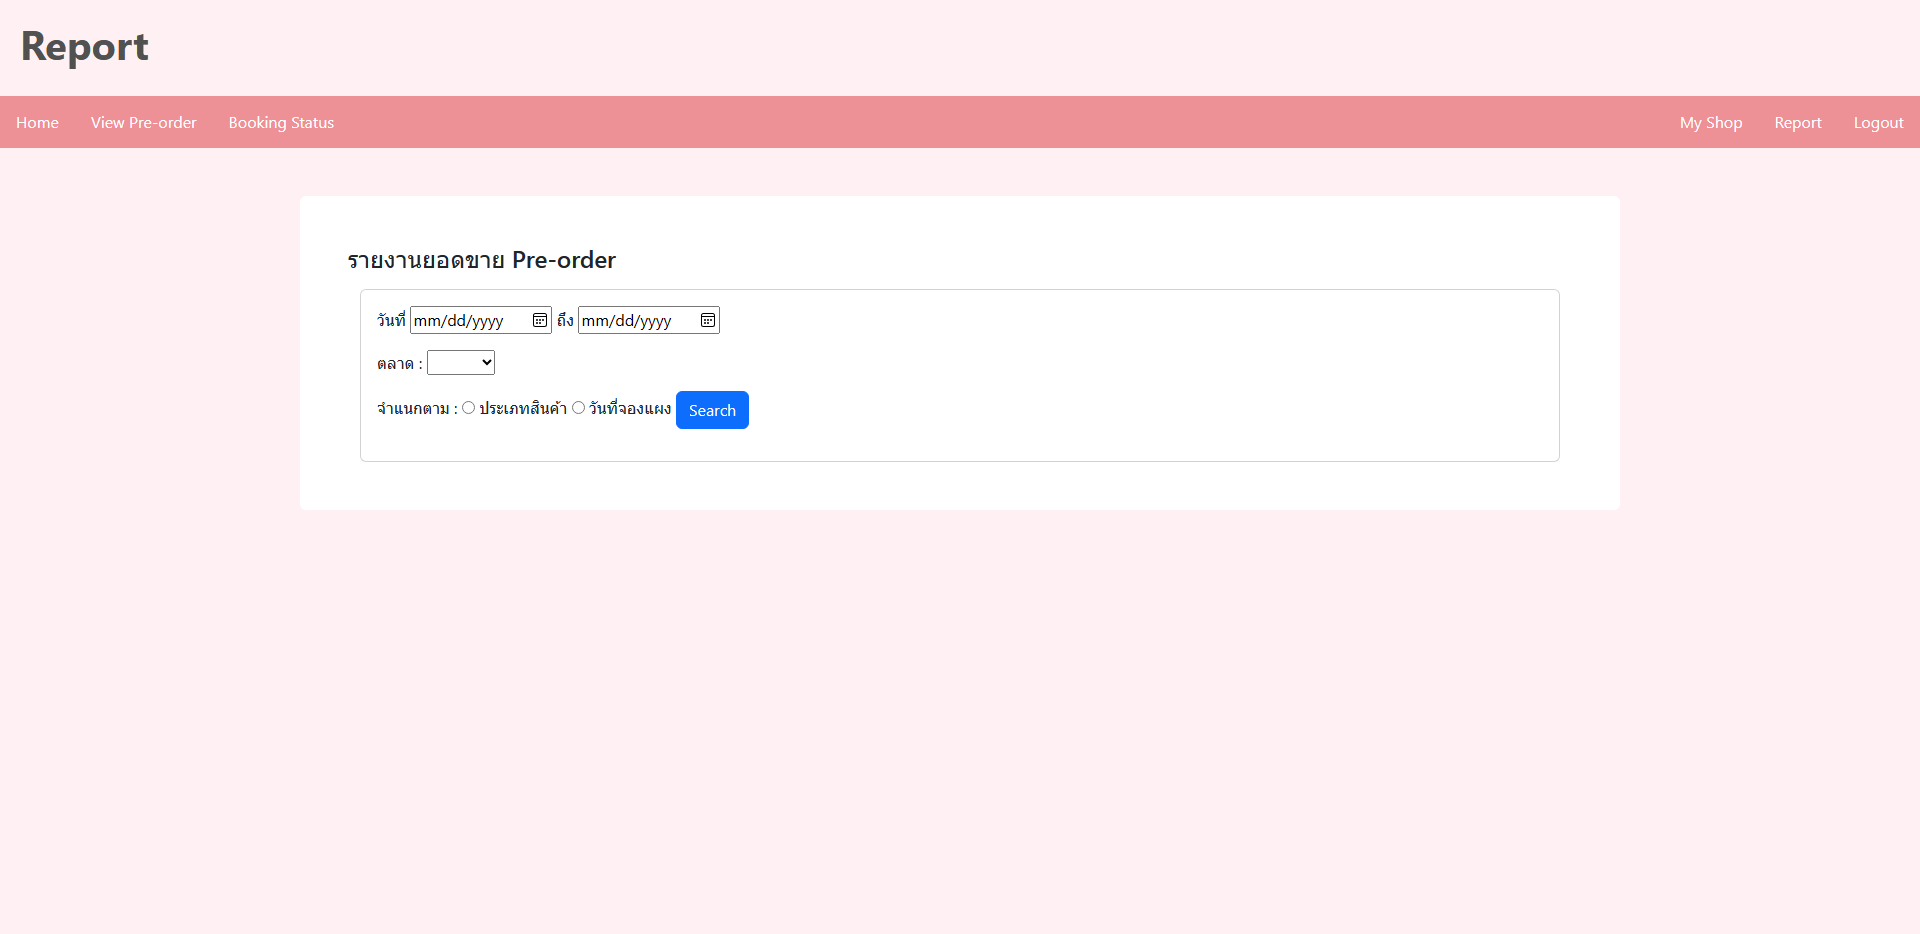 Report
Home View Pre-order Booking Status My Shop Report Logout
รายงานยอดขาย Pre-order
วันที่ mm/dd/yyyy ถึง mm/dd/yyyy
ตลาด :
จำแนกตาม : ประเภทสินค้า วันที่จองแผง Search